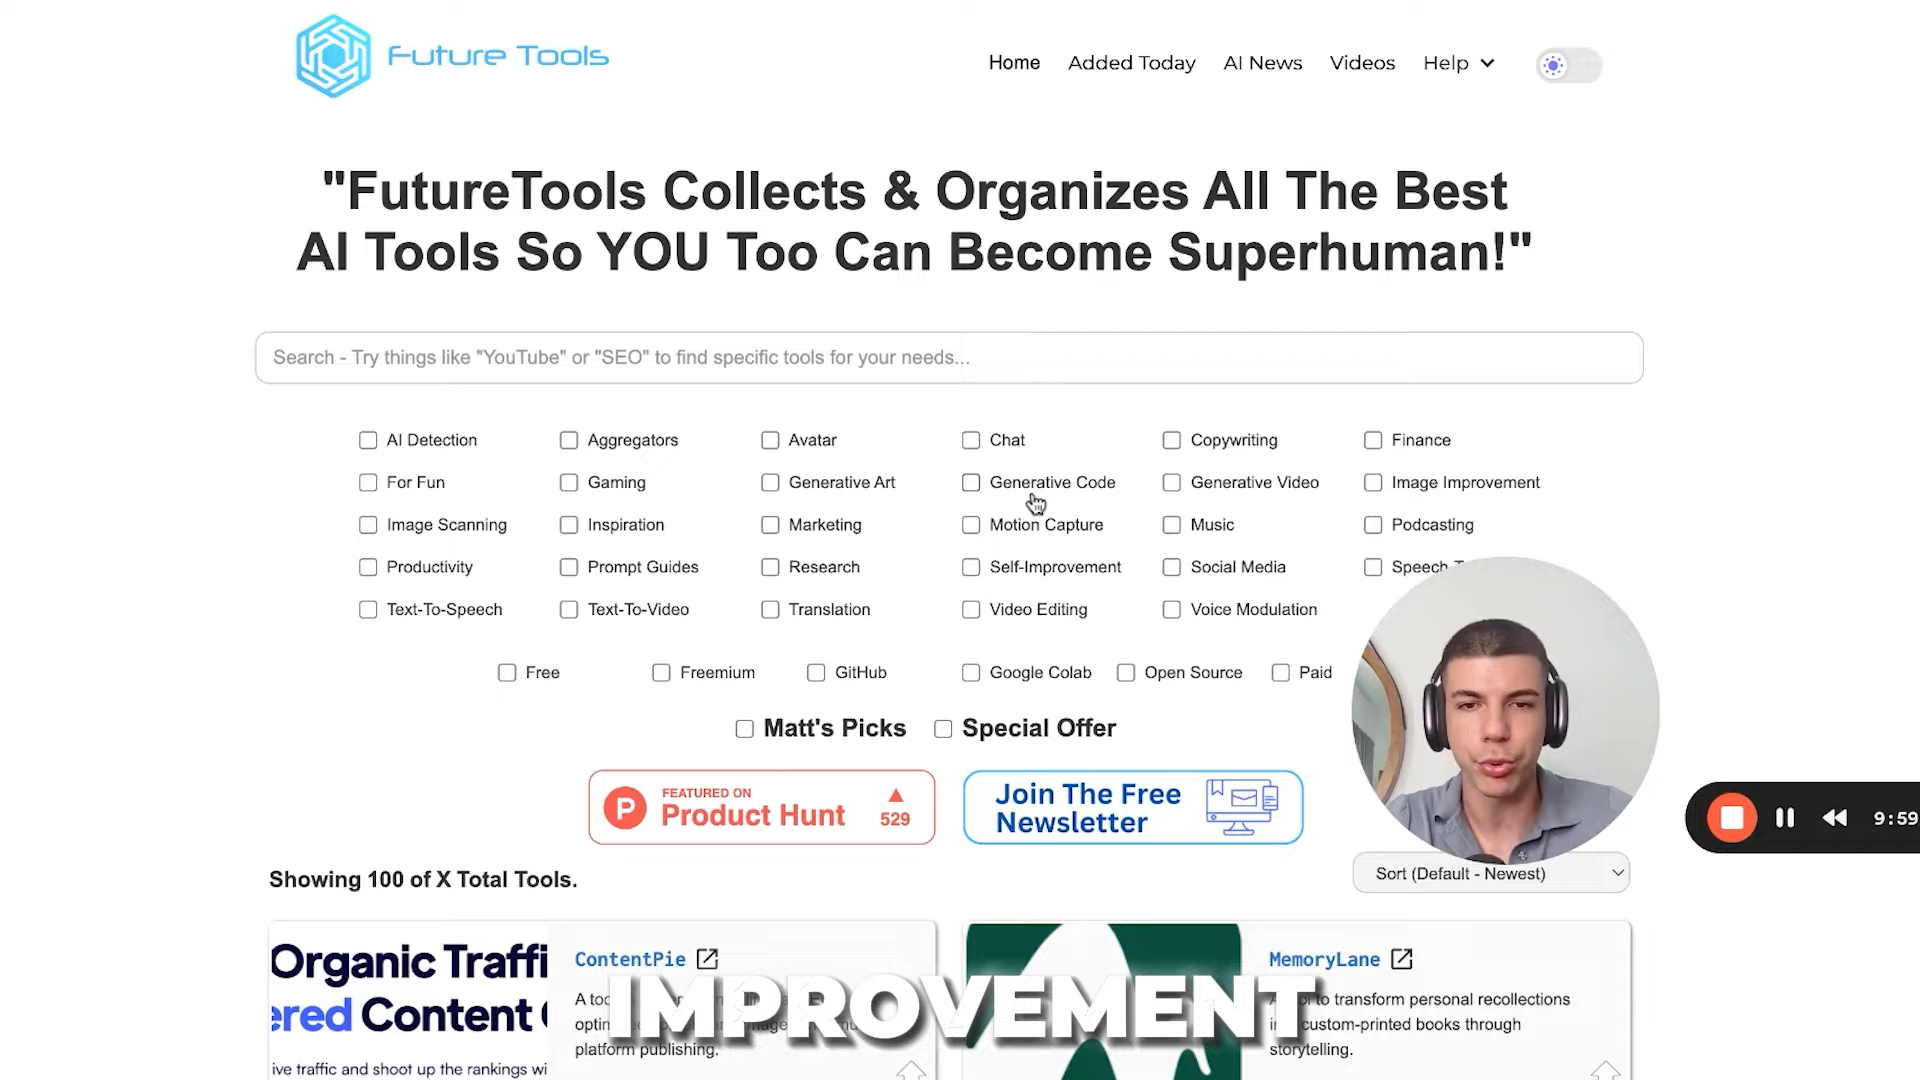 Future Tools
Home Added Today AI News Videos Help
"FutureTools Collects & Organizes All The Best
AI Tools So YOU Too Can Become Superhuman!"
Search - Try things like "YouTube" or "SEO" to find specific tools for your needs...
AI Detection Aggregators Avatar Chat Copywriting Finance
For Fun Gaming Generative Art Generative Code Generative Video Image Improvement
Image Scanning Inspiration Marketing Motion Capture Music Podcasting
Productivity Prompt Guides Research Self-Improvement Social Media Speech
Text-To-Speech Text-To-Video Translation Video Editing Voice Modulation
Free Freemium GitHub Google Colab Open Source Paid
Matt's Picks Special Offer
P
FEATURED ON
Product Hunt
529
Join The Free
Newsletter
9:59
Sort (Default - Newest)
Showing 100 of X Total Tools.
Organic Traffi
ered Content
ive traffic and shoot up the rankings wi
ContentPie
platform publishing.
MemoryLane
to transform personal recollections
custom-printed books through
storytelling.
IMPROVEMENT